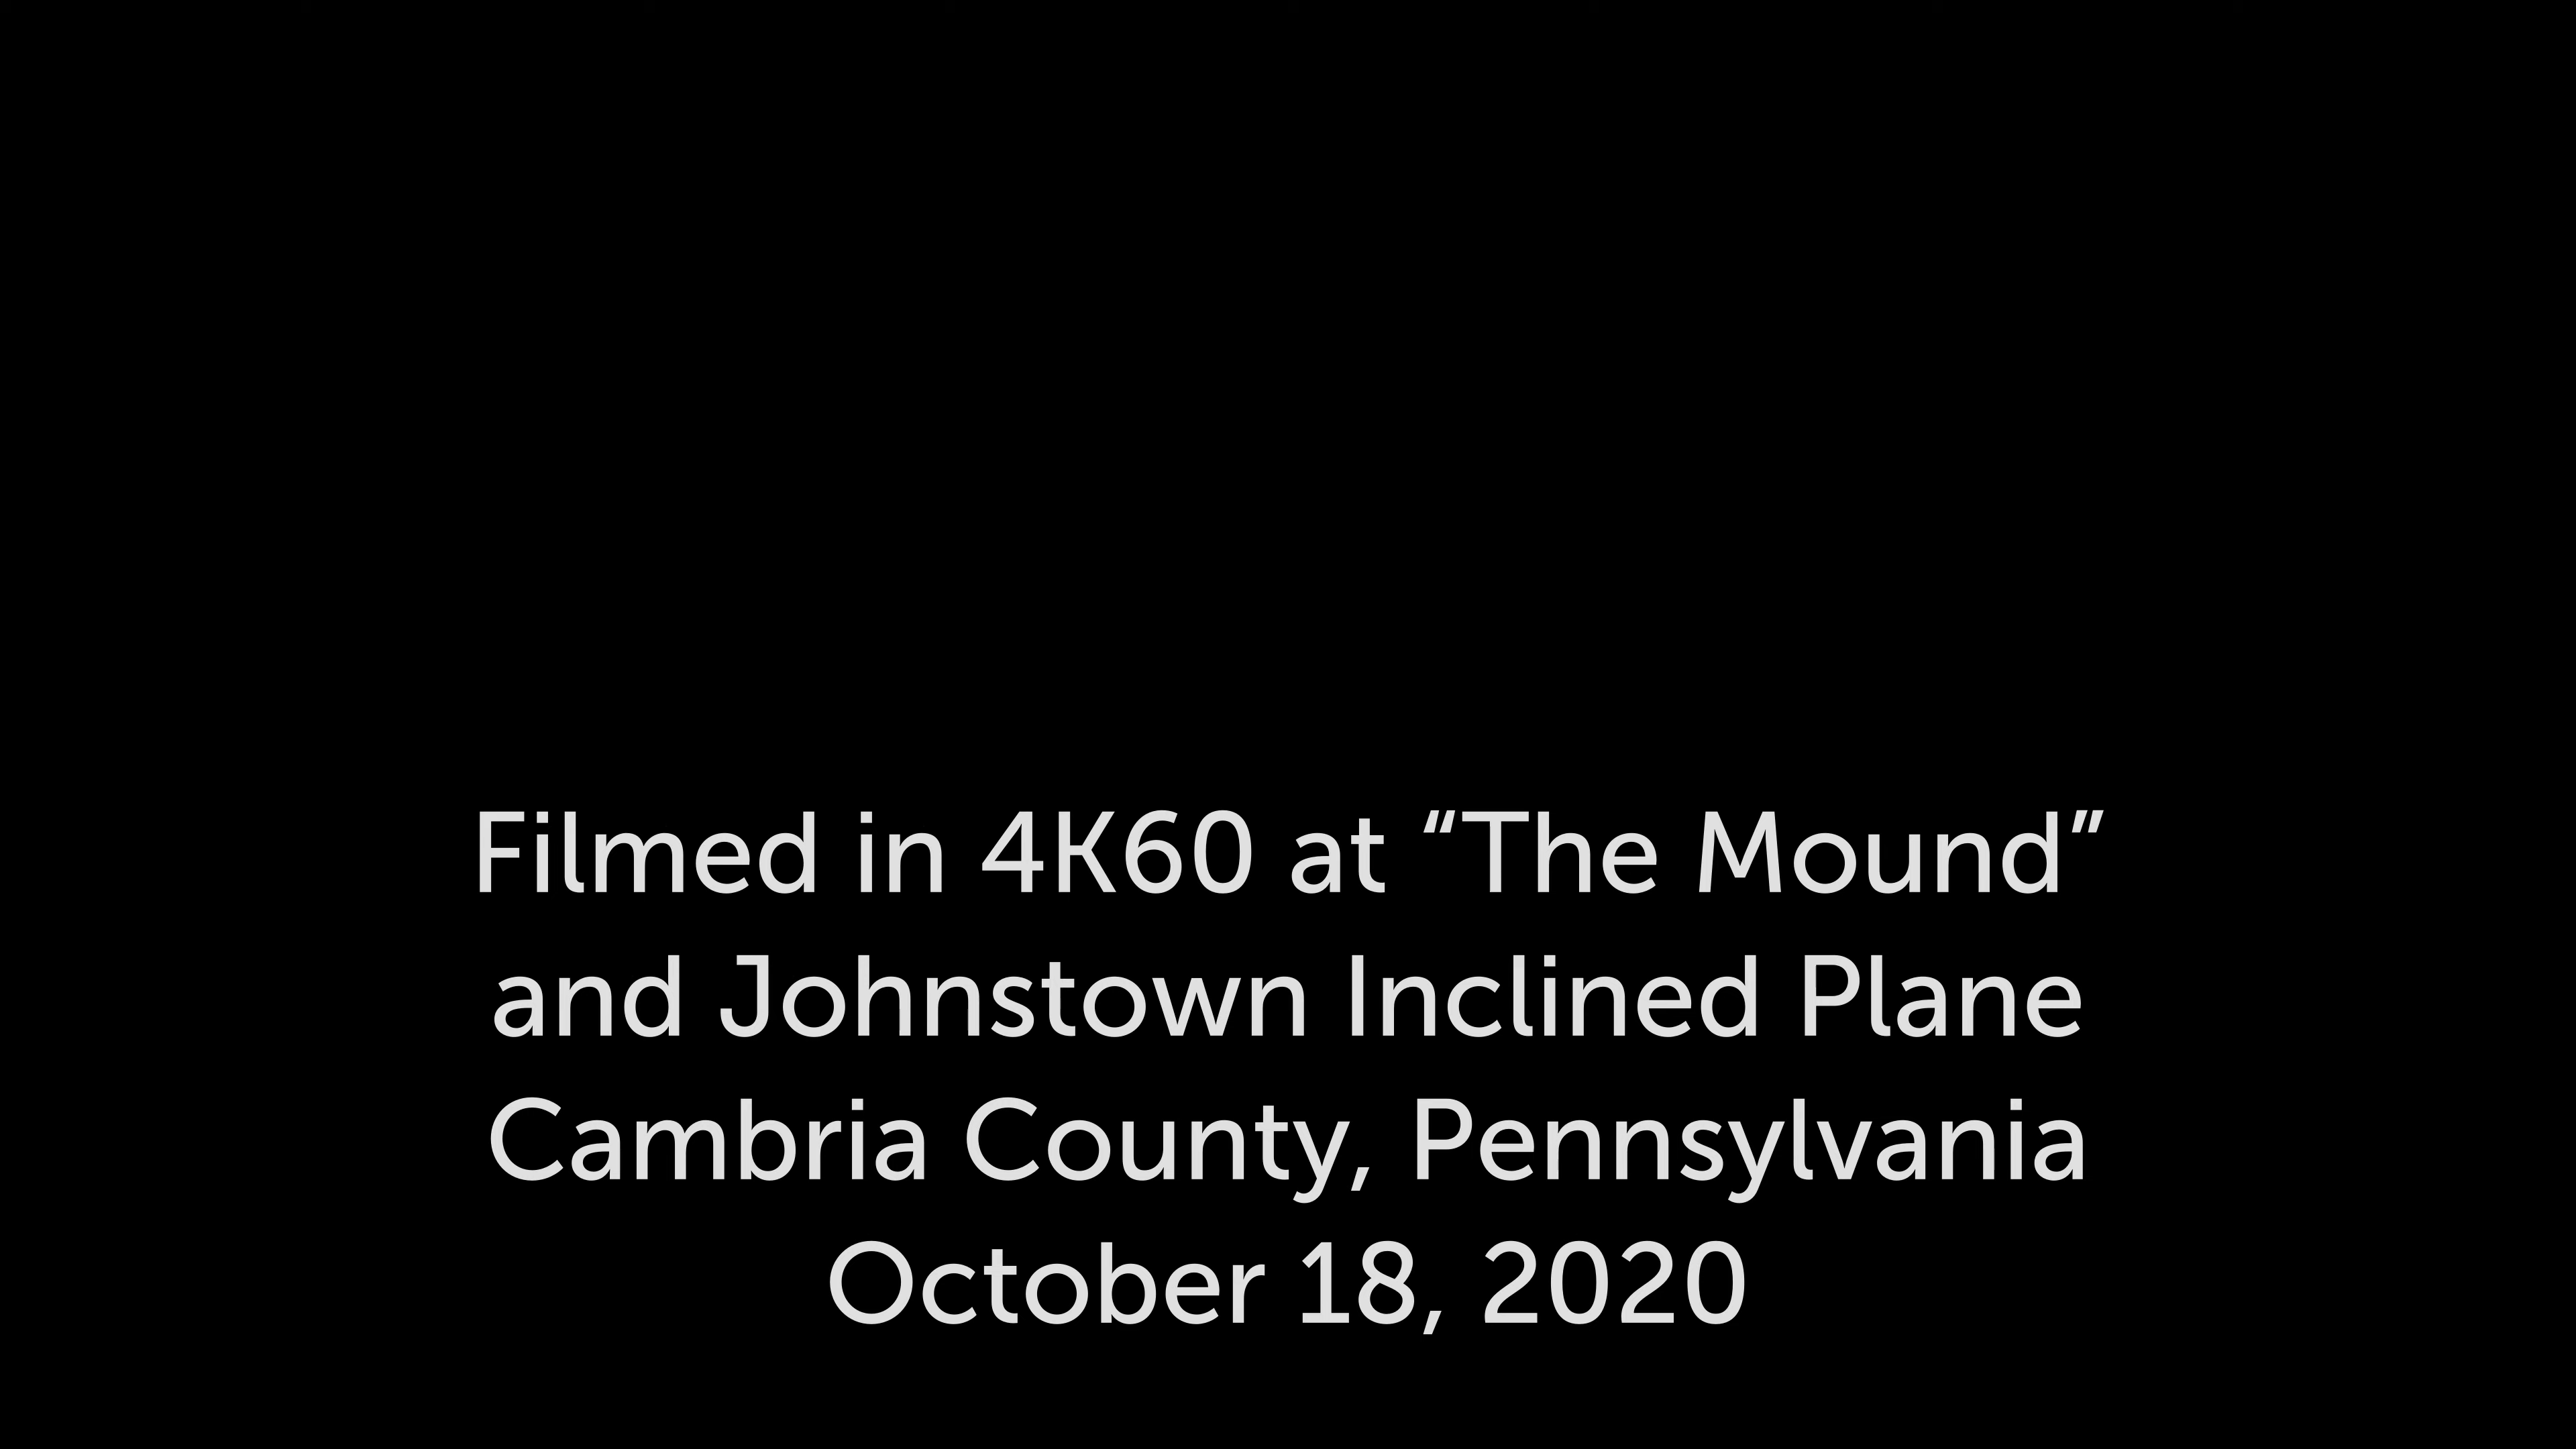 Filmed in 4K60 at “The Mound”
and Johnstown Inclined Plane
Cambria County, Pennsylvania
October 18, 2020